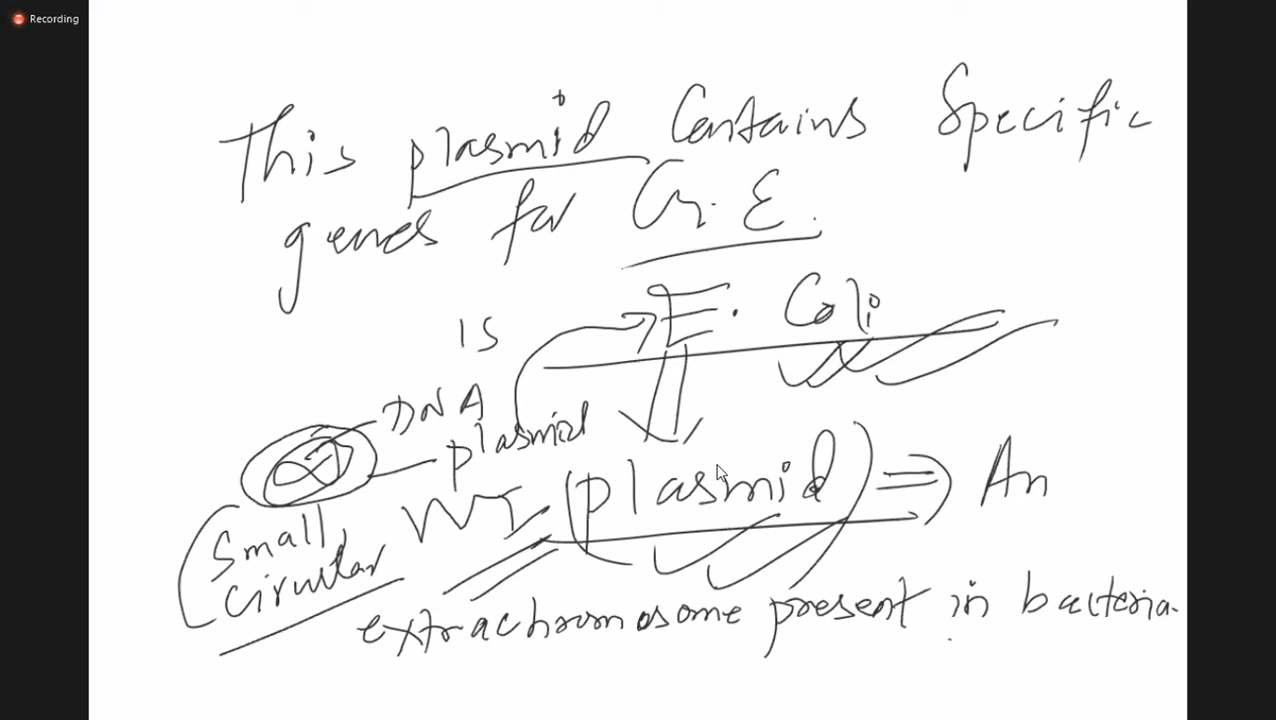 Recording
This plasmid Contains Specific
genes for G.E.
IS
E. Coli
DNA
plasmid
(plasmid) => An
Small,
circular
extrachromosome present in bacteria.